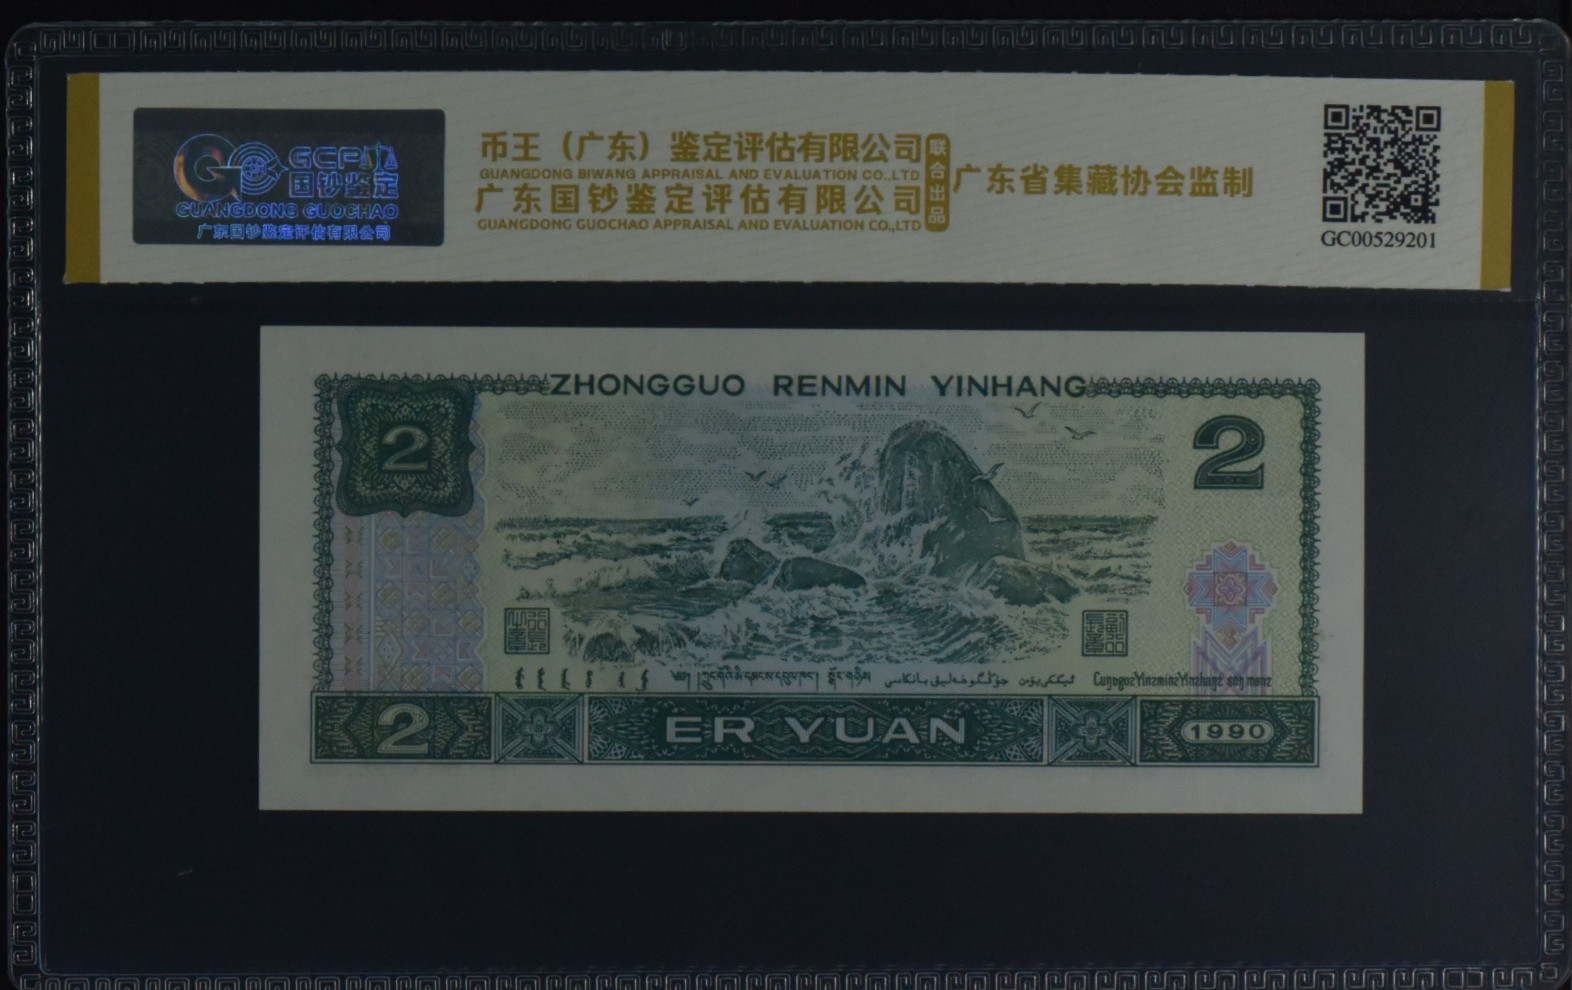 GCPJ
国钞鉴定
GUANGDONG GUOCHAO
广东国钞鉴定评估有限公司
币王（广东）鉴定评估有限公司
GUANGDONG BIWANG APPRAISAL AND EVALUATION CO.,LTD
广东国钞鉴定评估有限公司
GUANGDONG GUOCHAO APPRAISAL AND EVALUATION CO.,LTD
联合出品
广东省集藏协会监制
GC00529201
ZHONGGUO RENMIN YINHANG
2
2
Cuŋƅgoz Yinzminz Yinzhangz soŋ manz
2
ER YUAN
1990